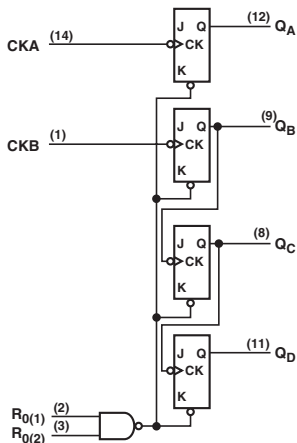 (12)
J Q QA
(14)
CKA CK
K
(9)
J Q QB
(1)
CKB CK
K
(8)
J Q QC
CK
K
(11)
J Q QD
CK
K
R0(1) (2)
R0(2) (3)